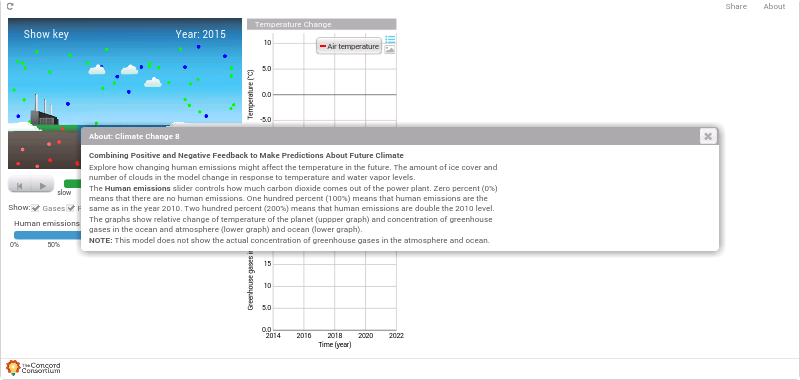 Share About
Show key Year: 2015
Temperature Change
10
5.0
0.0
-5.0
Temperature (°C)
Air temperature
About: Climate Change 8
Combining Positive and Negative Feedback to Make Predictions About Future Climate
Explore how changing human emissions might affect the temperature in the future. The amount of ice cover and
number of clouds in the model change in response to temperature and water vapor levels.
The Human emissions slider controls how much carbon dioxide comes out of the power plant. Zero percent (0%)
means that there are no human emissions. One hundred percent (100%) means that human emissions are the
same as in the year 2010. Two hundred percent (200%) means that human emissions are double the 2010 level.
The graphs show relative change of temperature of the planet (uppper graph) and concentration of greenhouse
gases in the ocean and atmosphere (lower graph) and ocean (lower graph).
NOTE: This model does not show the actual concentration of greenhouse gases in the atmosphere and ocean.
slow
Show: Gases
Human emissions
0% 50%
Greenhouse gases
15
10
5.0
0.0
2014 2016 2018 2020 2022
Time (year)
The Concord
Consortium